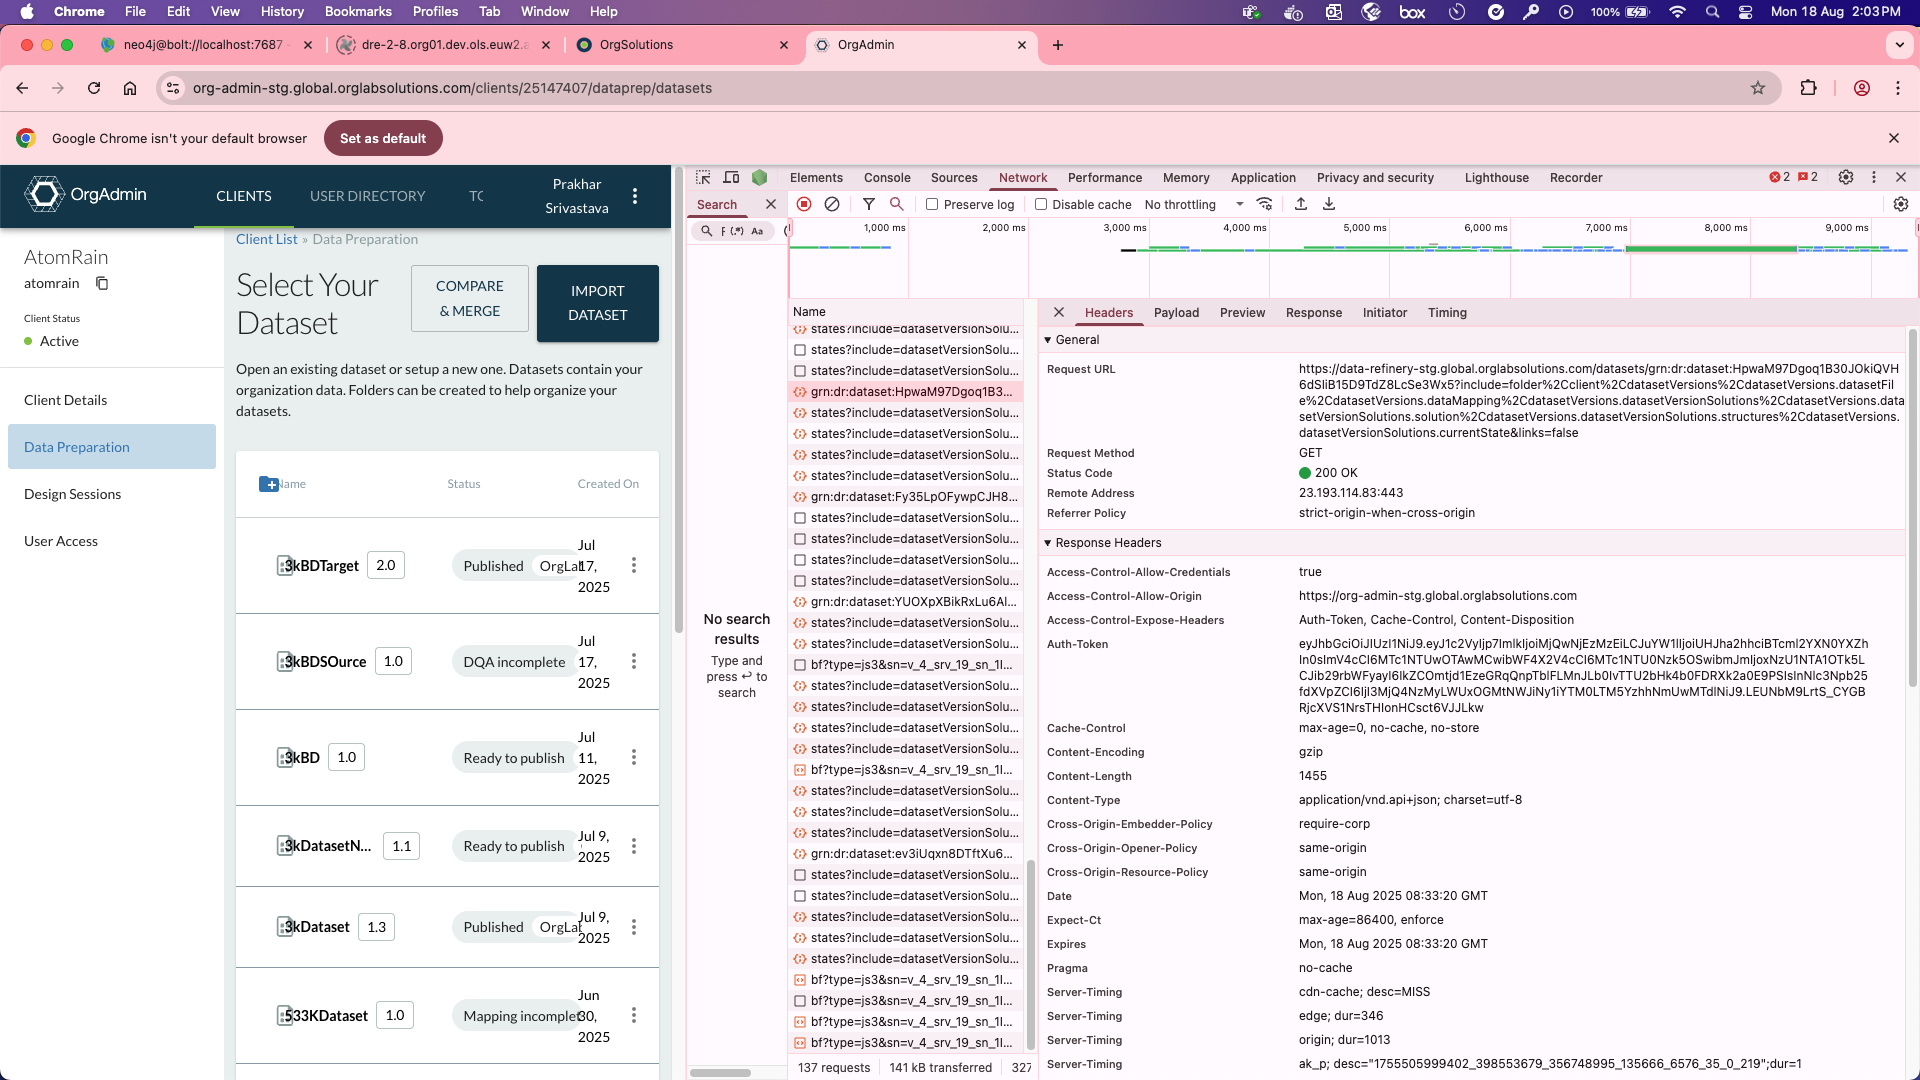 Chrome File Edit View History Bookmarks Profiles Tab Window Help
box 100% Mon 18 Aug 2:03 PM
neo4j@bolt://localhost:7687
dre-2-8.org01.dev.ols.euw2.a
OrgSolutions
OrgAdmin
org-admin-stg.global.orglabsolutions.com/clients/25147407/dataprep/datasets
Google Chrome isn't your default browser Set as default
OrgAdmin
CLIENTS USER DIRECTORY
Prakhar
Srivastava
AtomRain
atomrain
Client Status
Active
Client Details
Data Preparation
Design Sessions
User Access
Client List » Data Preparation
Select Your
Dataset
COMPARE
& MERGE
IMPORT
DATASET
Open an existing dataset or setup a new one. Datasets contain your
organization data. Folders can be created to help organize your
datasets.
Name Status Created On
3kBDTarget 2.0 Published OrgLa Jul
17,
2025
3kBDSOurce 1.0 DQA incomplete Jul
17,
2025
3kBD 1.0 Ready to publish Jul
11,
2025
3kDatasetN... 1.1 Ready to publish Jul 9,
2025
3kDataset 1.3 Published OrgLa Jul 9,
2025
533KDataset 1.0 Mapping incomplet Jun
30,
2025
Elements Console Sources Network Performance Memory Application Privacy and security Lighthouse Recorder 2 2
Search
Aa
No search
results
Type and
press ↩ to
search
Preserve log Disable cache No throttling
1,000 ms 2,000 ms 3,000 ms 4,000 ms 5,000 ms 6,000 ms 7,000 ms 8,000 ms 9,000 ms
Name
states?include=datasetVersionSolu...
states?include=datasetVersionSolu...
states?include=datasetVersionSolu...
grn:dr:dataset:HpwaM97Dgoq1B3...
states?include=datasetVersionSolu...
states?include=datasetVersionSolu...
states?include=datasetVersionSolu...
states?include=datasetVersionSolu...
grn:dr:dataset:Fy35LpOFywpCJH8...
states?include=datasetVersionSolu...
states?include=datasetVersionSolu...
states?include=datasetVersionSolu...
states?include=datasetVersionSolu...
grn:dr:dataset:YUOXpXBikRxLu6Al...
states?include=datasetVersionSolu...
states?include=datasetVersionSolu...
bf?type=js3&sn=v_4_srv_19_sn_1l...
states?include=datasetVersionSolu...
states?include=datasetVersionSolu...
states?include=datasetVersionSolu...
states?include=datasetVersionSolu...
bf?type=js3&sn=v_4_srv_19_sn_1l...
states?include=datasetVersionSolu...
states?include=datasetVersionSolu...
states?include=datasetVersionSolu...
grn:dr:dataset:ev3iUqxn8DTftXu6...
states?include=datasetVersionSolu...
states?include=datasetVersionSolu...
states?include=datasetVersionSolu...
states?include=datasetVersionSolu...
states?include=datasetVersionSolu...
bf?type=js3&sn=v_4_srv_19_sn_1l...
bf?type=js3&sn=v_4_srv_19_sn_1l...
bf?type=js3&sn=v_4_srv_19_sn_1l...
bf?type=js3&sn=v_4_srv_19_sn_1l...
137 requests 141 kB transferred 327
Headers Payload Preview Response Initiator Timing
General
Request URL https://data-refinery-stg.global.orglabsolutions.com/datasets/grn:dr:dataset:HpwaM97Dgoq1B30JOkiQVH
6dSIiB15D9TdZ8LcSe3Wx5?include=folder%2Cclient%2CdatasetVersions%2CdatasetVersions.datasetFil
e%2CdatasetVersions.dataMapping%2CdatasetVersions.datasetVersionSolutions%2CdatasetVersions.data
setVersionSolutions.solution%2CdatasetVersions.datasetVersionSolutions.structures%2CdatasetVersions.
datasetVersionSolutions.currentState&links=false
Request Method GET
Status Code 200 OK
Remote Address 23.193.114.83:443
Referrer Policy strict-origin-when-cross-origin
Response Headers
Access-Control-Allow-Credentials true
Access-Control-Allow-Origin https://org-admin-stg.global.orglabsolutions.com
Access-Control-Expose-Headers Auth-Token, Cache-Control, Content-Disposition
Auth-Token
Cache-Control max-age=0, no-cache, no-store
Content-Encoding gzip
Content-Length 1455
Content-Type application/vnd.api+json; charset=utf-8
Cross-Origin-Embedder-Policy require-corp
Cross-Origin-Opener-Policy same-origin
Cross-Origin-Resource-Policy same-origin
Date Mon, 18 Aug 2025 08:33:20 GMT
Expect-Ct max-age=86400, enforce
Expires Mon, 18 Aug 2025 08:33:20 GMT
Pragma no-cache
Server-Timing cdn-cache; desc=MISS
Server-Timing edge; dur=346
Server-Timing origin; dur=1013
Server-Timing ak_p; desc="1755505999402_398553679_356748995_135666_6576_35_0_219";dur=1